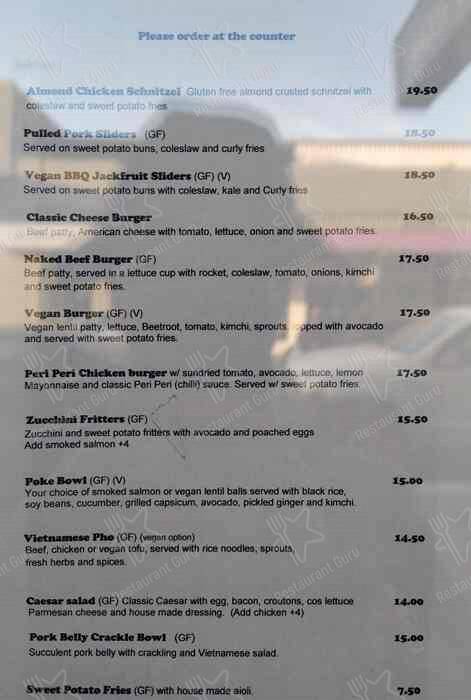 Please order at the counter
Almond Chicken Schnitzel Gluten free almond crusted schnitzel with 19.50
coleslaw and sweet potato fries
Pulled Pork Sliders (GF) 18.50
Served on sweet potato buns, coleslaw and curly fries
Vegan BBQ Jackfruit Sliders (GF) (V) 18.50
Served on sweet potato buns with coleslaw, kale and Curly fries
Classic Cheese Burger 16.50
Beef patty, American cheese with tomato, lettuce, onion and sweet potato fries.
Naked Beef Burger (GF) 17.50
Beef patty, served in a lettuce cup with rocket, coleslaw, tomato, onions, kimchi
and sweet potato fries.
Vegan Burger (GF) (V) 17.50
Vegan lentil patty, lettuce, Beetroot, tomato, kimchi, sprouts, topped with avocado
and served with sweet potato fries.
Peri Peri Chicken burger w/ sundried tomato, avocado, lettuce, lemon 17.50
Mayonnaise and classic Peri Peri (chilli) sauce. Served w/ sweet potato fries.
Zucchini Fritters (GF) 15.50
Zucchini and sweet potato fritters with avocado and poached eggs
Add smoked salmon +4
Poke Bowl (GF) (V) 15.00
Your choice of smoked salmon or vegan lentil balls served with black rice,
soy beans, cucumber, grilled capsicum, avocado, pickled ginger and kimchi.
Vietnamese Pho (GF) (vegan option) 14.50
Beef, chicken or vegan tofu, served with rice noodles, sprouts,
fresh herbs and spices.
Caesar salad (GF) Classic Caesar with egg, bacon, croutons, cos lettuce 14.00
Parmesan cheese and house made dressing. (Add chicken +4)
Pork Belly Crackle Bowl (GF) 15.00
Succulent pork belly with crackling and Vietnamese salad.
Sweet Potato Fries (GF) with house made aioli. 7.50
Restaurant Guru